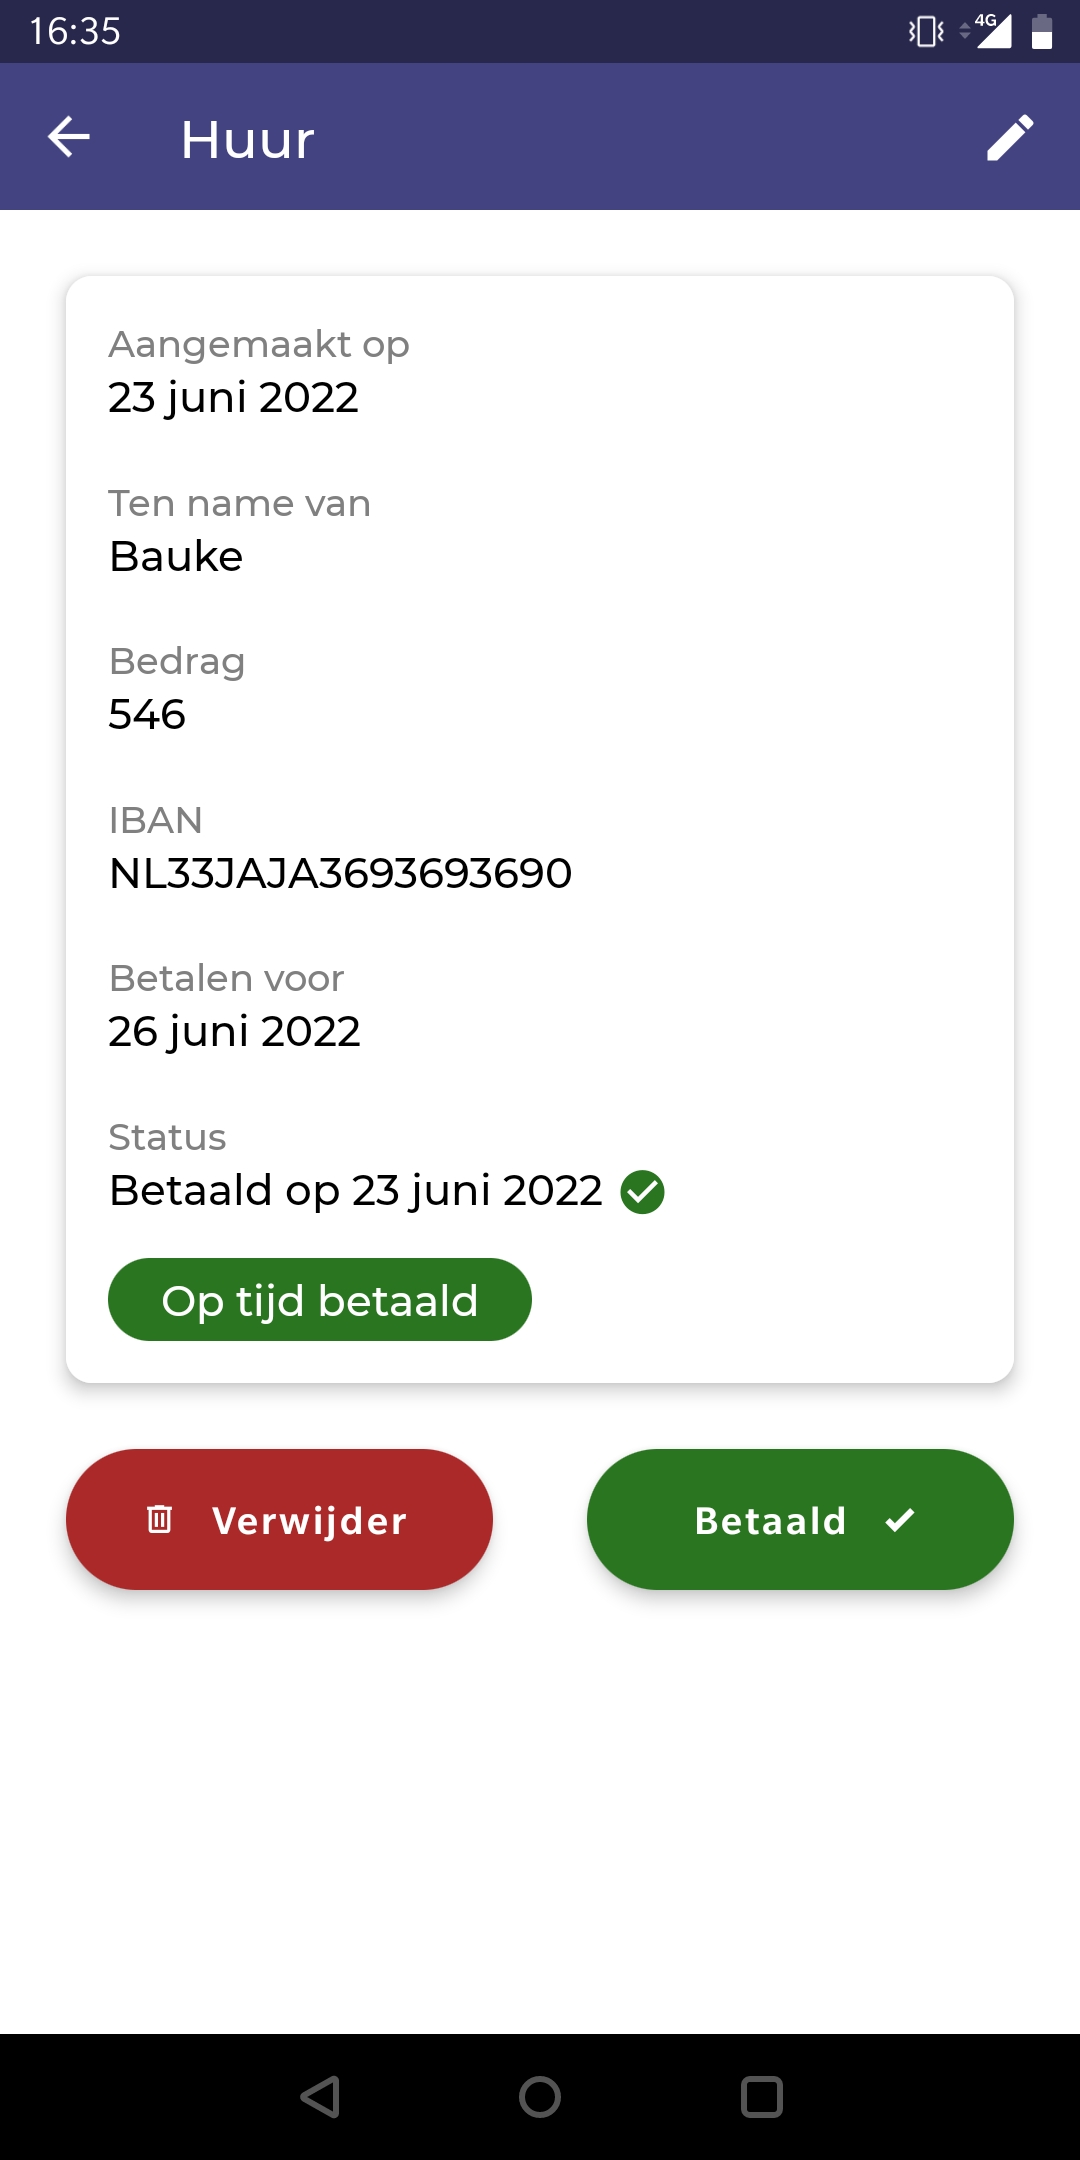 16:35
4G
Huur
Aangemaakt op
23 juni 2022
Ten name van
Bauke
Bedrag
546
IBAN
NL33JAJA3693693690
Betalen voor
26 juni 2022
Status
Betaald op 23 juni 2022
Op tijd betaald
Verwijder
Betaald